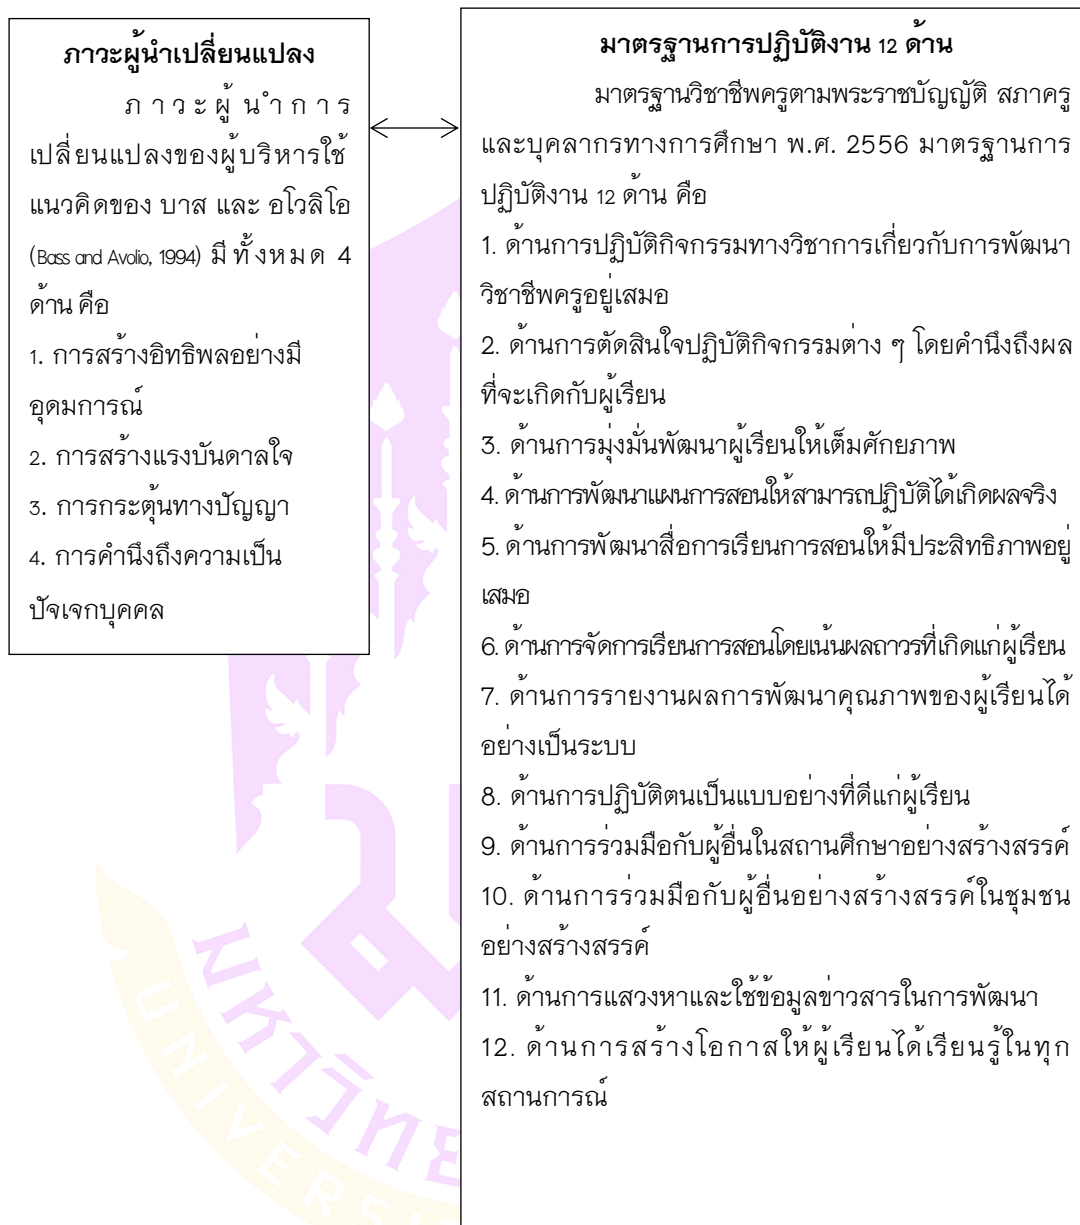 ภาวะผู้นำเปลี่ยนแปลง
ภาวะผู้นำการ
เปลี่ยนแปลงของผู้บริหารใช้
แนวคิดของ บาส และ อโวลิโอ
(Bass and Avolio, 1994) มีทั้งหมด 4
ด้าน คือ
1. การสร้างอิทธิพลอย่างมี
อุดมการณ์
2. การสร้างแรงบันดาลใจ
3. การกระตุ้นทางปัญญา
4. การคำนึงถึงความเป็น
ปัจเจกบุคคล
มาตรฐานการปฏิบัติงาน 12 ด้าน
มาตรฐานวิชาชีพครูตามพระราชบัญญัติ สภาครู
และบุคลากรทางการศึกษา พ.ศ. 2556 มาตรฐานการ
ปฏิบัติงาน 12 ด้าน คือ
1. ด้านการปฏิบัติกิจกรรมทางวิชาการเกี่ยวกับการพัฒนา
วิชาชีพครูอยู่เสมอ
2. ด้านการตัดสินใจปฏิบัติกิจกรรมต่าง ๆ โดยคำนึงถึงผล
ที่จะเกิดกับผู้เรียน
3. ด้านการมุ่งมั่นพัฒนาผู้เรียนให้เต็มศักยภาพ
4. ด้านการพัฒนาแผนการสอนให้สามารถปฏิบัติได้เกิดผลจริง
5. ด้านการพัฒนาสื่อการเรียนการสอนให้มีประสิทธิภาพอยู่
เสมอ
6. ด้านการจัดการเรียนการสอนโดยเน้นผลถาวรที่เกิดแก่ผู้เรียน
7. ด้านการรายงานผลการพัฒนาคุณภาพของผู้เรียนได้
อย่างเป็นระบบ
8. ด้านการปฏิบัติตนเป็นแบบอย่างที่ดีแก่ผู้เรียน
9. ด้านการร่วมมือกับผู้อื่นในสถานศึกษาอย่างสร้างสรรค์
10. ด้านการร่วมมือกับผู้อื่นอย่างสร้างสรรค์ในชุมชน
อย่างสร้างสรรค์
11. ด้านการแสวงหาและใช้ข้อมูลข่าวสารในการพัฒนา
12. ด้านการสร้างโอกาสให้ผู้เรียนได้เรียนรู้ในทุก
สถานการณ์
มหาวิทย
UNIVERSI